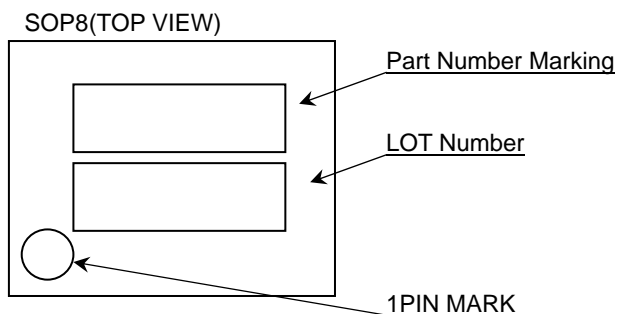 SOP8(TOP VIEW)
Part Number Marking
LOT Number
1PIN MARK